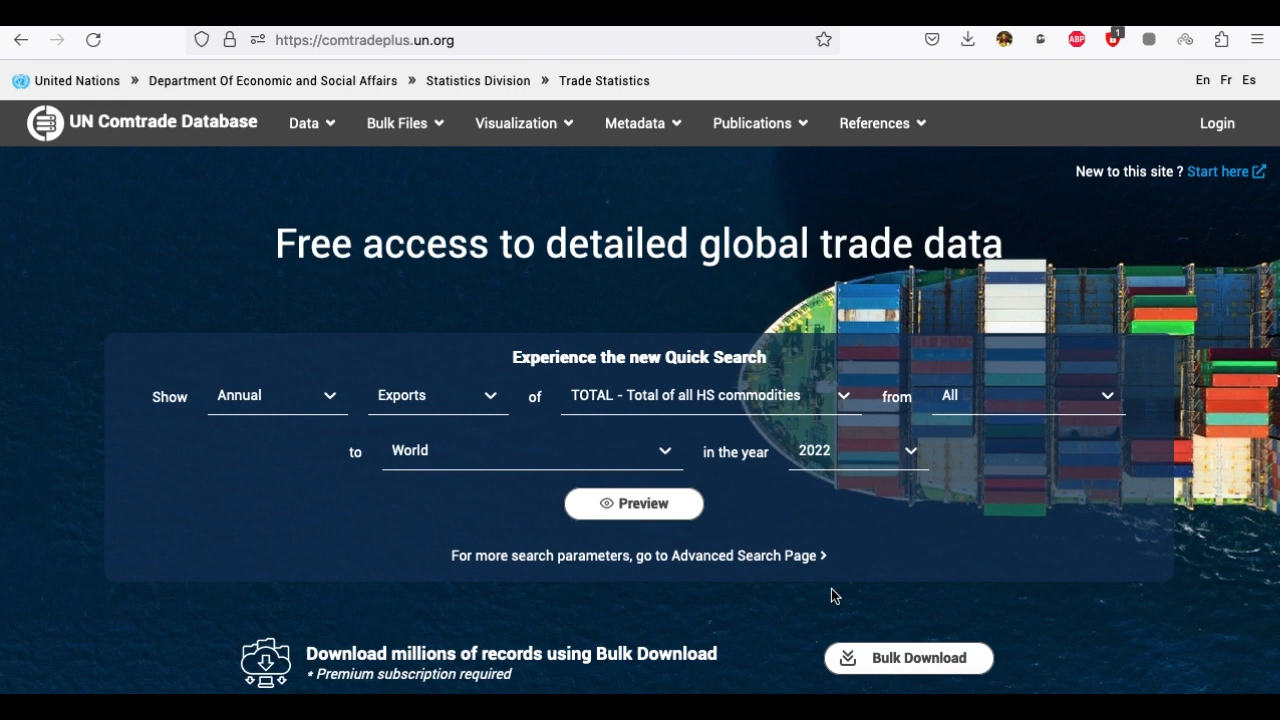 https://comtradeplus.un.org
ABP
1
United Nations » Department Of Economic and Social Affairs » Statistics Division » Trade Statistics
En Fr Es
UN Comtrade Database Data Bulk Files Visualization Metadata Publications References Login
New to this site ? Start here
Free access to detailed global trade data
Experience the new Quick Search
Show Annual Exports of TOTAL - Total of all HS commodities from All
to World in the year 2022
Preview
For more search parameters, go to Advanced Search Page
Download millions of records using Bulk Download
* Premium subscription required
Bulk Download